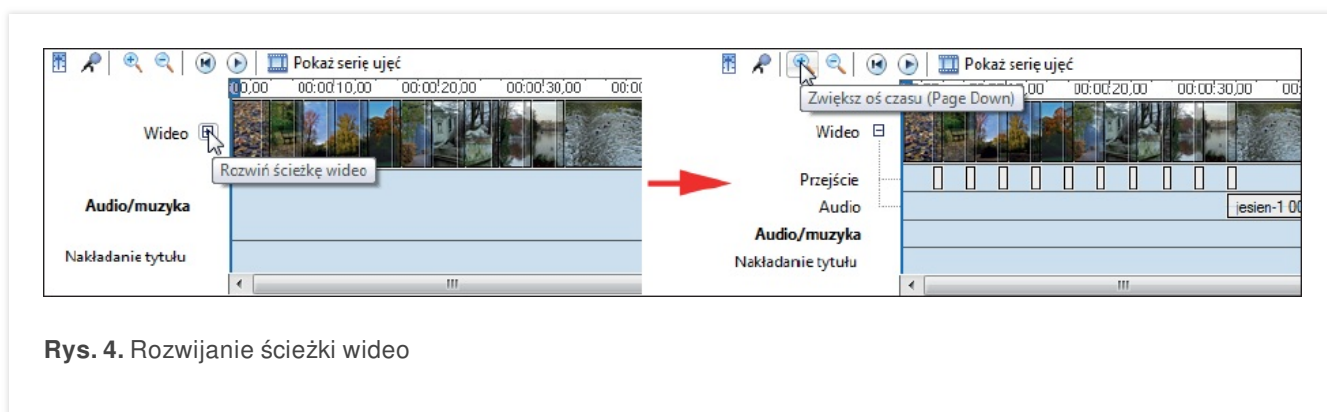 Pokaż serię ujęć
00:00:10,00 00:00:20,00 00:00:30,00
Wideo
Rozwiń ścieżkę wideo
Audio/muzyka
Nakładanie tytułu
Pokaż serię ujęć
Zwiększ oś czasu (Page Down)
00:00:20,00 00:00:30,00
Wideo
Przejście
Audio
jesien-1 00
Audio/muzyka
Nakładanie tytułu
Rys. 4. Rozwijanie ścieżki wideo